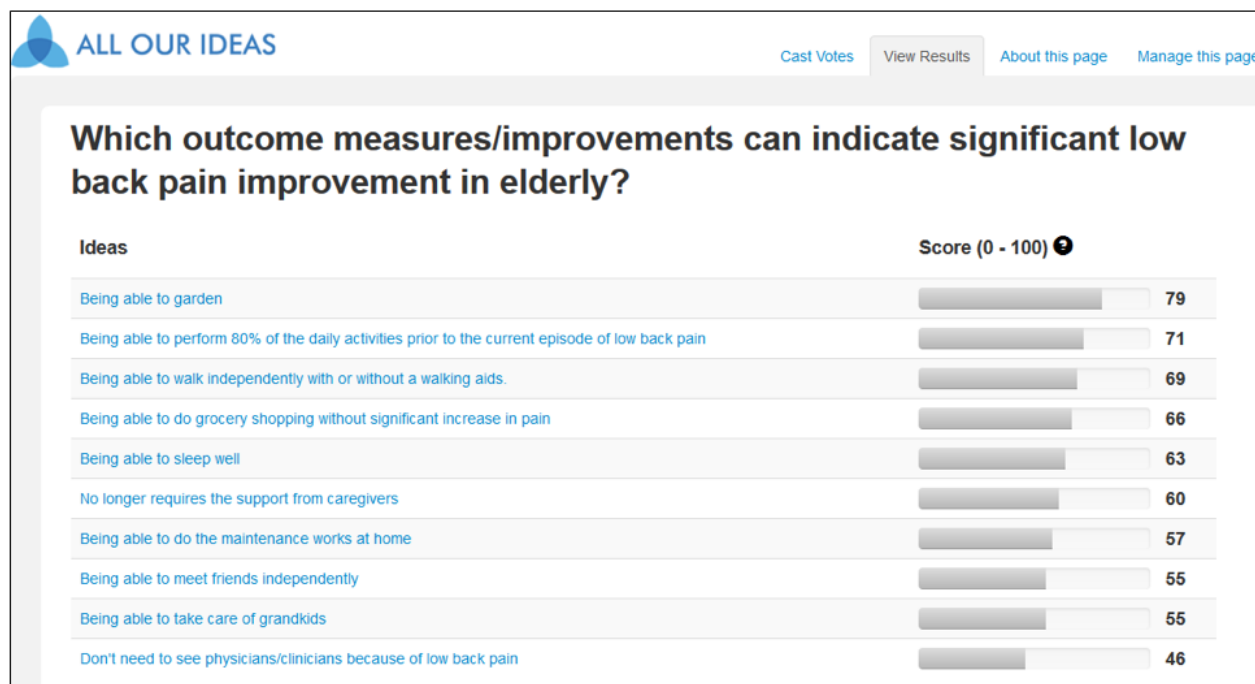 ALL OUR IDEAS
Cast Votes View Results About this page Manage this page
Which outcome measures/improvements can indicate significant low
back pain improvement in elderly?
Ideas Score (0 - 100) ?
Being able to garden 79
Being able to perform 80% of the daily activities prior to the current episode of low back pain 71
Being able to walk independently with or without a walking aids. 69
Being able to do grocery shopping without significant increase in pain 66
Being able to sleep well 63
No longer requires the support from caregivers 60
Being able to do the maintenance works at home 57
Being able to meet friends independently 55
Being able to take care of grandkids 55
Don't need to see physicians/clinicians because of low back pain 46